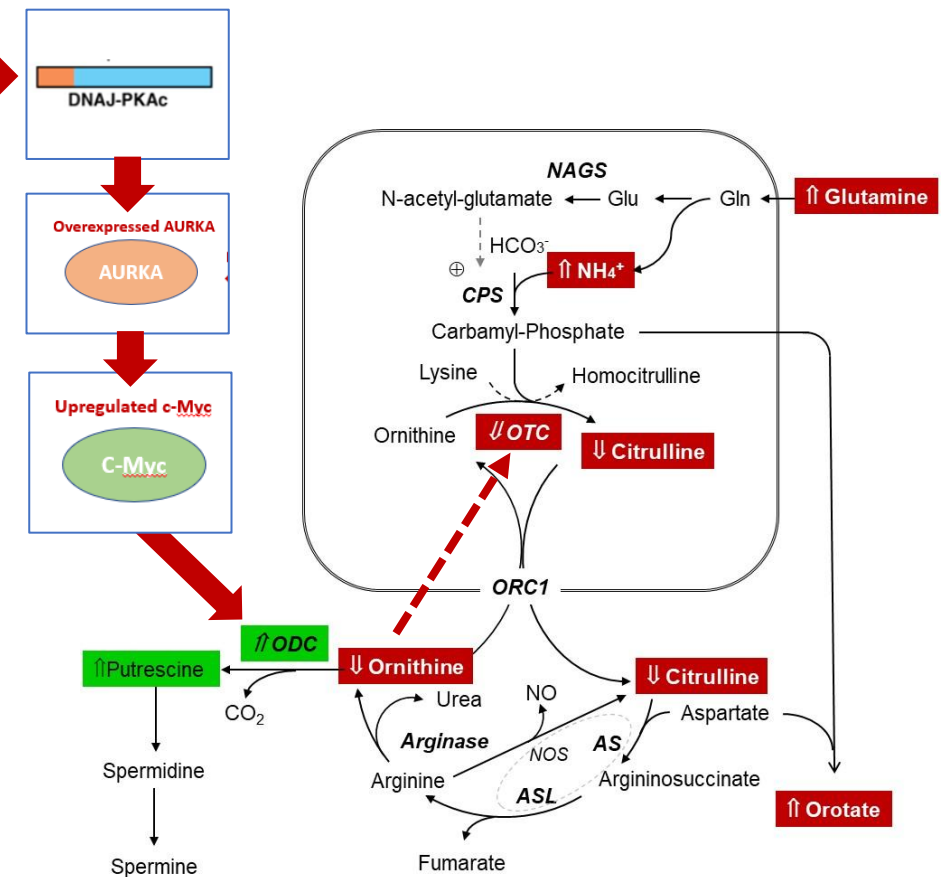 DNAJ-PKAc
Overexpressed AURKA
AURKA
Upregulated c-Myc
C-Myc
NAGS
N-acetyl-glutamate
Glu
Gln
⇑ Glutamine
HCO3-
⊕
⇑ NH4+
CPS
Carbamyl-Phosphate
Lysine
Homocitrulline
Ornithine
⇓ OTC
⇓ Citrulline
ORC1
⇑ ODC
⇑Putrescine
⇓ Ornithine
⇓ Citrulline
CO2
Urea
NO
Aspartate
Arginase
NOS
AS
Spermidine
Arginine
Argininosuccinate
ASL
⇑ Orotate
Spermine
Fumarate